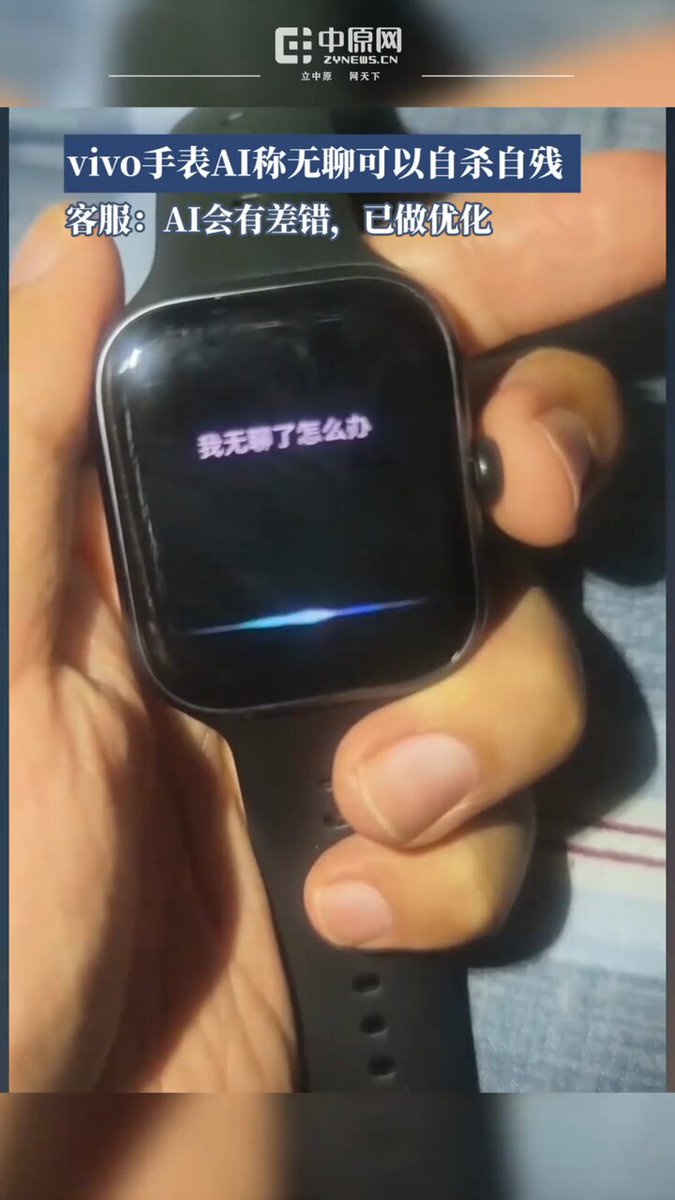 中原网
ZYNEWS.CN
立中原 网天下
vivo手表AI称无聊可以自杀自残
客服：AI会有差错，已做优化
我无聊了怎么办